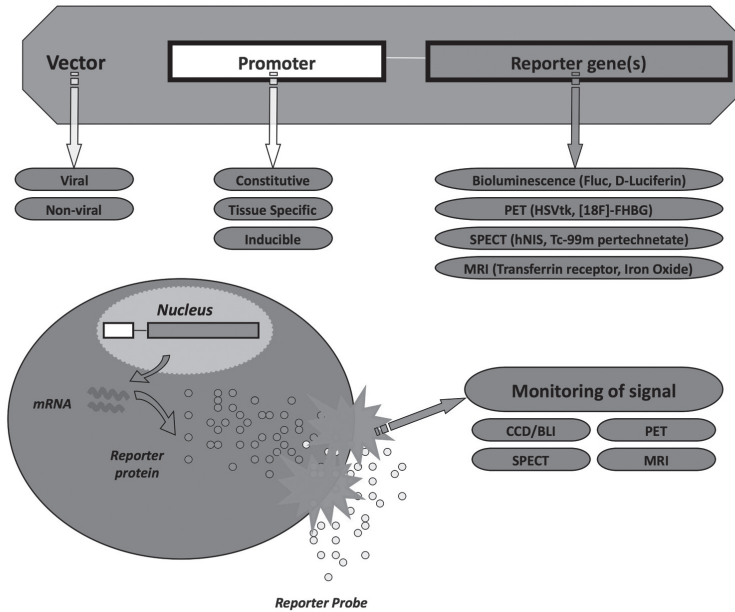 Vector
Promoter
Reporter gene(s)
Viral
Non-viral
Constitutive
Tissue Specific
Inducible
Bioluminescence (Fluc, D-Luciferin)
PET (HSVtk, [18F]-FHBG)
SPECT (hNIS, Tc-99m pertechnetate)
MRI (Transferrin receptor, Iron Oxide)
Nucleus
mRNA
Reporter
protein
Reporter Probe
Monitoring of signal
CCD/BLI
PET
SPECT
MRI